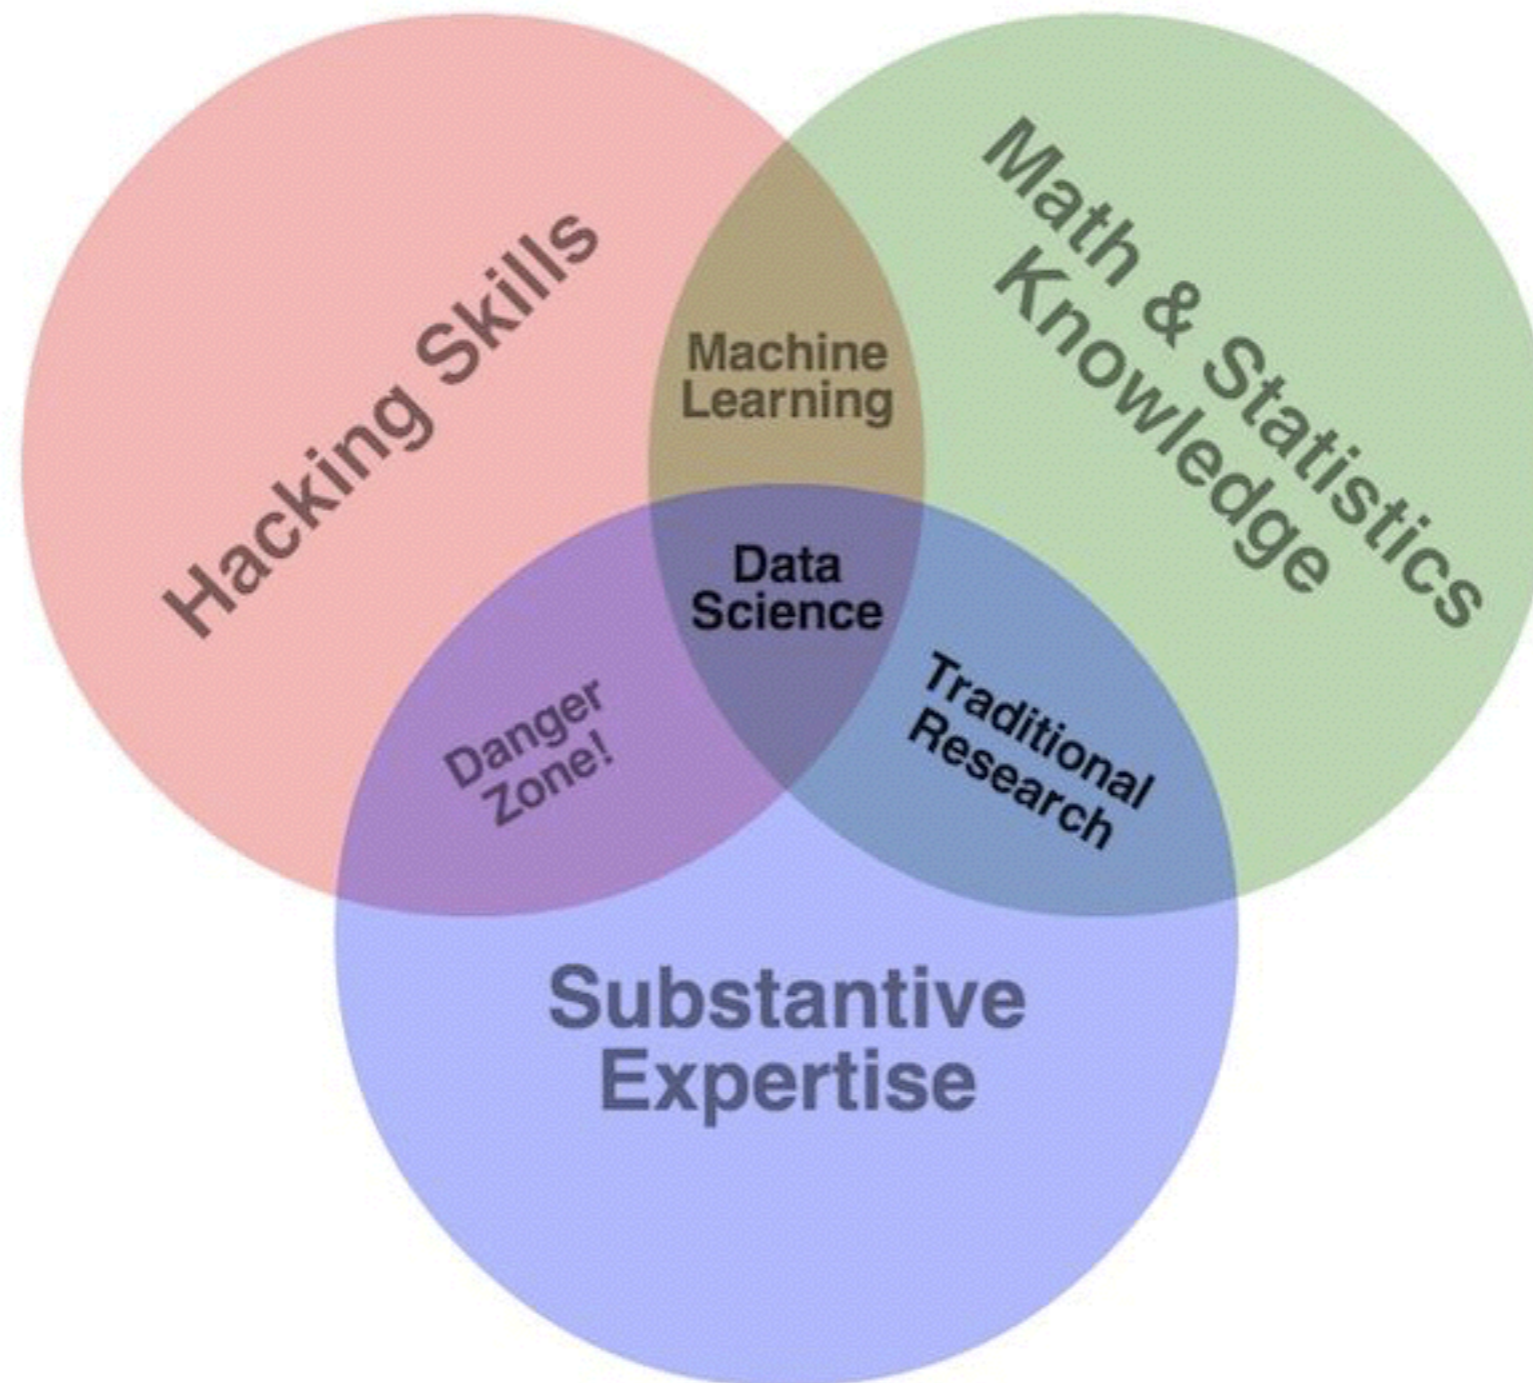 Hacking Skills
Math & Statistics
Knowledge
Machine
Learning
Data
Science
Danger
Zone!
Traditional
Research
Substantive
Expertise